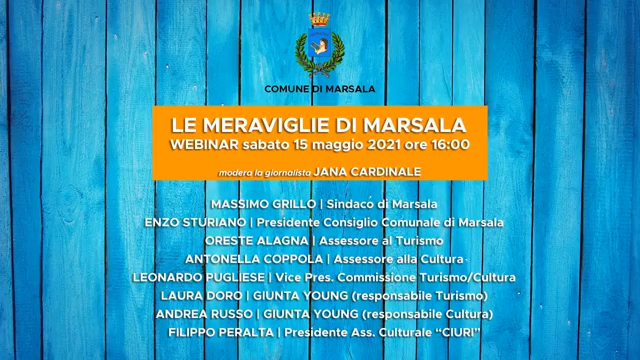 COMUNE DI MARSALA
LE MERAVIGLIE DI MARSALA
WEBINAR sabato 15 maggio 2021 ore 16:00
modera la giornalista JANA CARDINALE
MASSIMO GRILLO | Sindaco di Marsala
ENZO STURIANO | Presidente Consiglio Comunale di Marsala
ORESTE ALAGNA | Assessore al Turismo
ANTONELLA COPPOLA | Assessore alla Cultura
LEONARDO PUGLIESE | Vice Pres. Commissione Turismo/Cultura
LAURA DORO | GIUNTA YOUNG (responsabile Turismo)
ANDREA RUSSO | GIUNTA YOUNG (responsabile Cultura)
FILIPPO PERALTA | Presidente Ass. Culturale “CIURI”